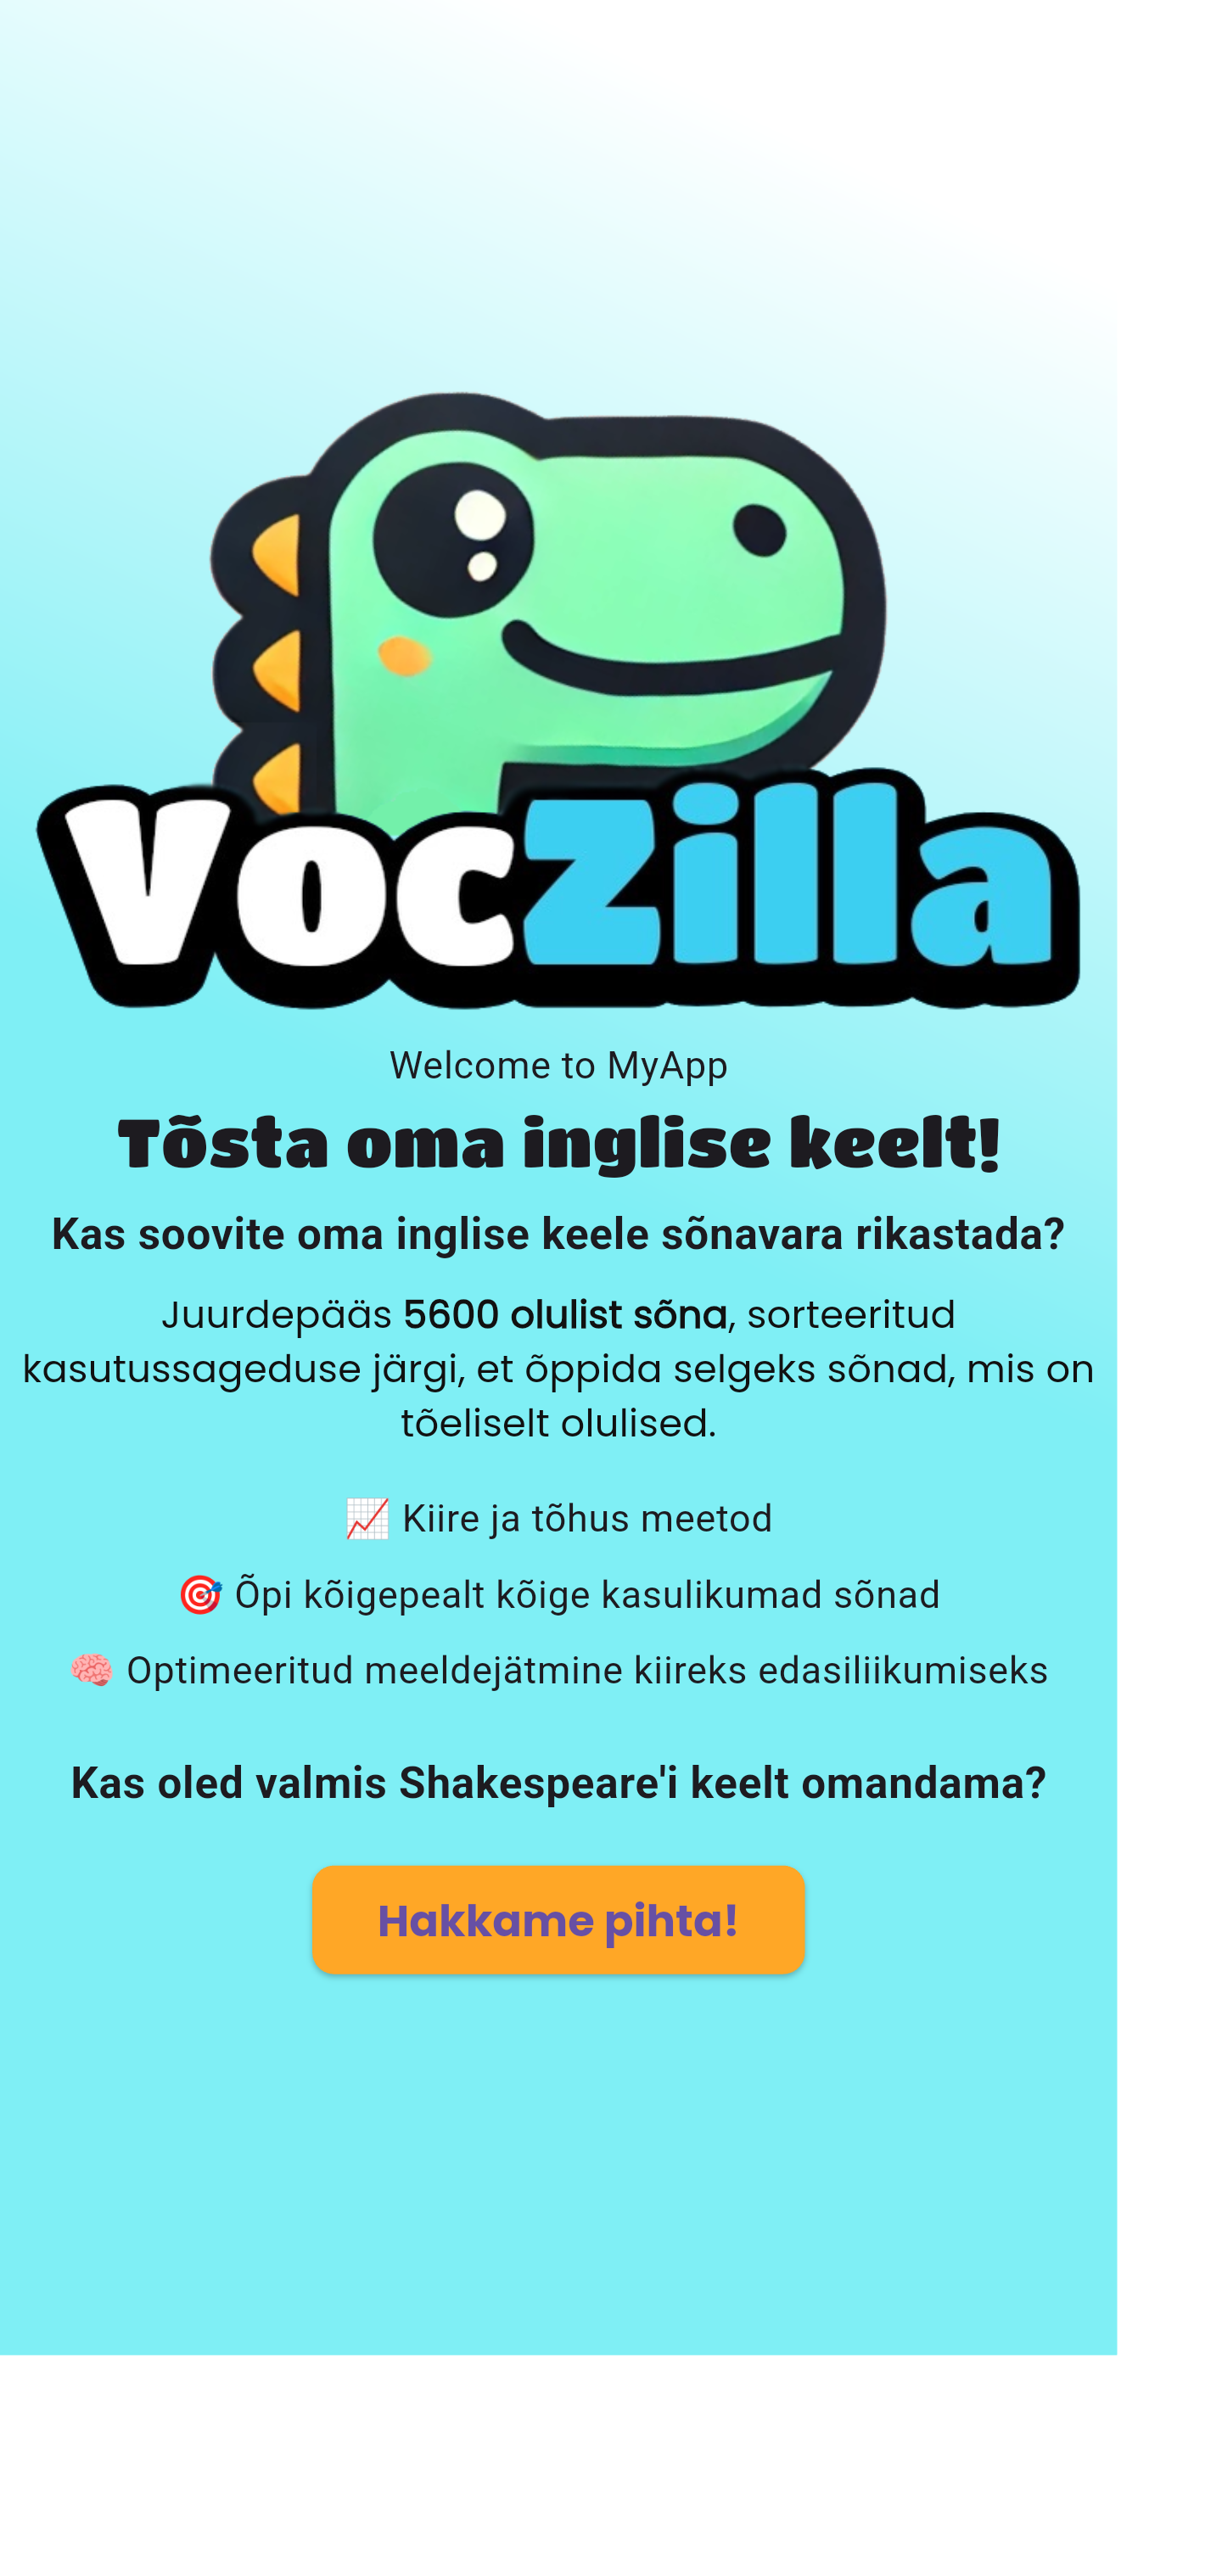 VocZilla
Welcome to MyApp
Tõsta oma inglise keelt!
Kas soovite oma inglise keele sõnavara rikastada?
Juurdepääs 5600 olulist sõna, sorteeritud
kasutussageduse järgi, et õppida selgeks sõnad, mis on
tõeliselt olulised.
📈 Kiire ja tõhus meetod
🎯 Õpi kõigepealt kõige kasulikumad sõnad
🧠 Optimeeritud meeldejätmine kiireks edasiliikumiseks
Kas oled valmis Shakespeare'i keelt omandama?
Hakkame pihta!